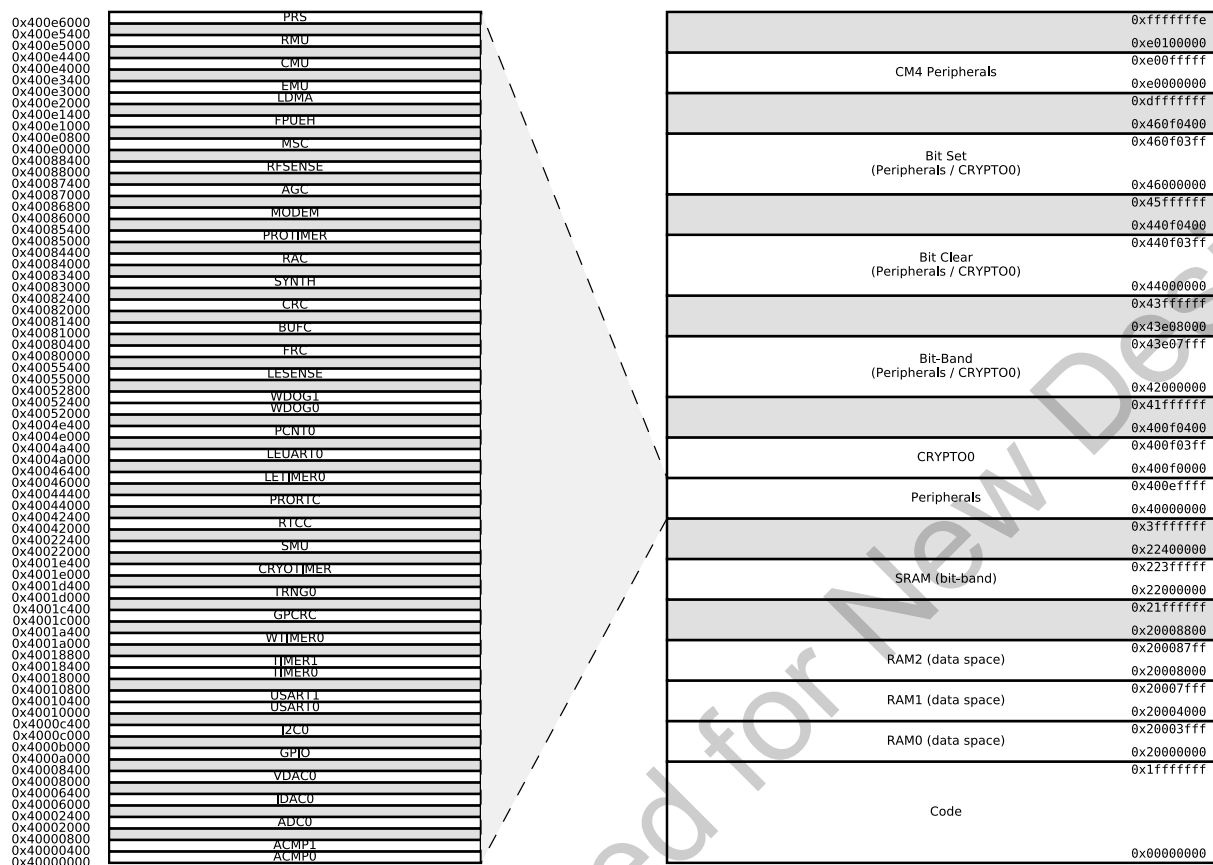 0x400e6000
0x400e5400
0x400e5000
0x400e4400
0x400e4000
0x400e3400
0x400e3000
0x400e2000
0x400e1400
0x400e1000
0x400e0800
0x400e0000
0x40088400
0x40088000
0x40087400
0x40087000
0x40086800
0x40086000
0x40085400
0x40085000
0x40084400
0x40084000
0x40083400
0x40083000
0x40082400
0x40082000
0x40081400
0x40081000
0x40080400
0x40080000
0x40055400
0x40055000
0x40052800
0x40052400
0x40052000
0x4004e400
0x4004e000
0x4004a400
0x4004a000
0x40046400
0x40046000
0x40044400
0x40044000
0x40042400
0x40042000
0x40022400
0x40022000
0x4001e400
0x4001e000
0x4001d400
0x4001d000
0x4001c400
0x4001c000
0x4001a400
0x4001a000
0x40018800
0x40018400
0x40018000
0x40010800
0x40010400
0x40010000
0x4000c400
0x4000c000
0x4000b000
0x4000a000
0x40008400
0x40008000
0x40006400
0x40006000
0x40002400
0x40002000
0x40000800
0x40000400
0x40000000
PRS
RMU
CMU
EMU
LDMA
FPUEH
MSC
RFSENSE
AGC
MODEM
PROTIMER
RAC
SYNTH
CRC
BUFC
FRC
LESENSE
WDOG1
WDOG0
PCNT0
LEUART0
LETIMER0
PRORTC
RTCC
SMU
CRYOTIMER
TRNG0
GPCRC
WTIMER0
TIMER1
TIMER0
USART1
USART0
I2C0
GPIO
VDAC0
IDAC0
ADC0
ACMP1
ACMP0
0xfffffffe
0xe0100000
0xe00fffff
CM4 Peripherals
0xe0000000
0xdfffffff
0x460f0400
0x460f03ff
Bit Set
(Peripherals / CRYPTO0)
0x46000000
0x45ffffff
0x440f0400
0x440f03ff
Bit Clear
(Peripherals / CRYPTO0)
0x44000000
0x43ffffff
0x43e08000
0x43e07fff
Bit-Band
(Peripherals / CRYPTO0)
0x42000000
0x41ffffff
0x400f0400
0x400f03ff
CRYPTO0
0x400f0000
0x400effff
Peripherals
0x40000000
0x3fffffff
0x22400000
0x223fffff
SRAM (bit-band)
0x22000000
0x21ffffff
0x20008800
0x200087ff
RAM2 (data space)
0x20008000
0x20007fff
RAM1 (data space)
0x20004000
0x20003fff
RAM0 (data space)
0x20000000
0x1fffffff
Code
0x00000000
ed for New Des